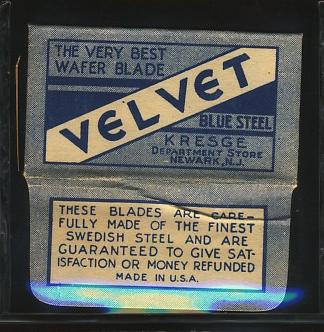 THE VERY BEST
WAFER BLADE
VELVET
BLUE STEEL
KRESGE
DEPARTMENT STORE
NEWARK, N.J.
THESE BLADES ARE CARE-
FULLY MADE OF THE FINEST
SWEDISH STEEL AND ARE
GUARANTEED TO GIVE SAT-
ISFACTION OR MONEY REFUNDED
MADE IN U.S.A.